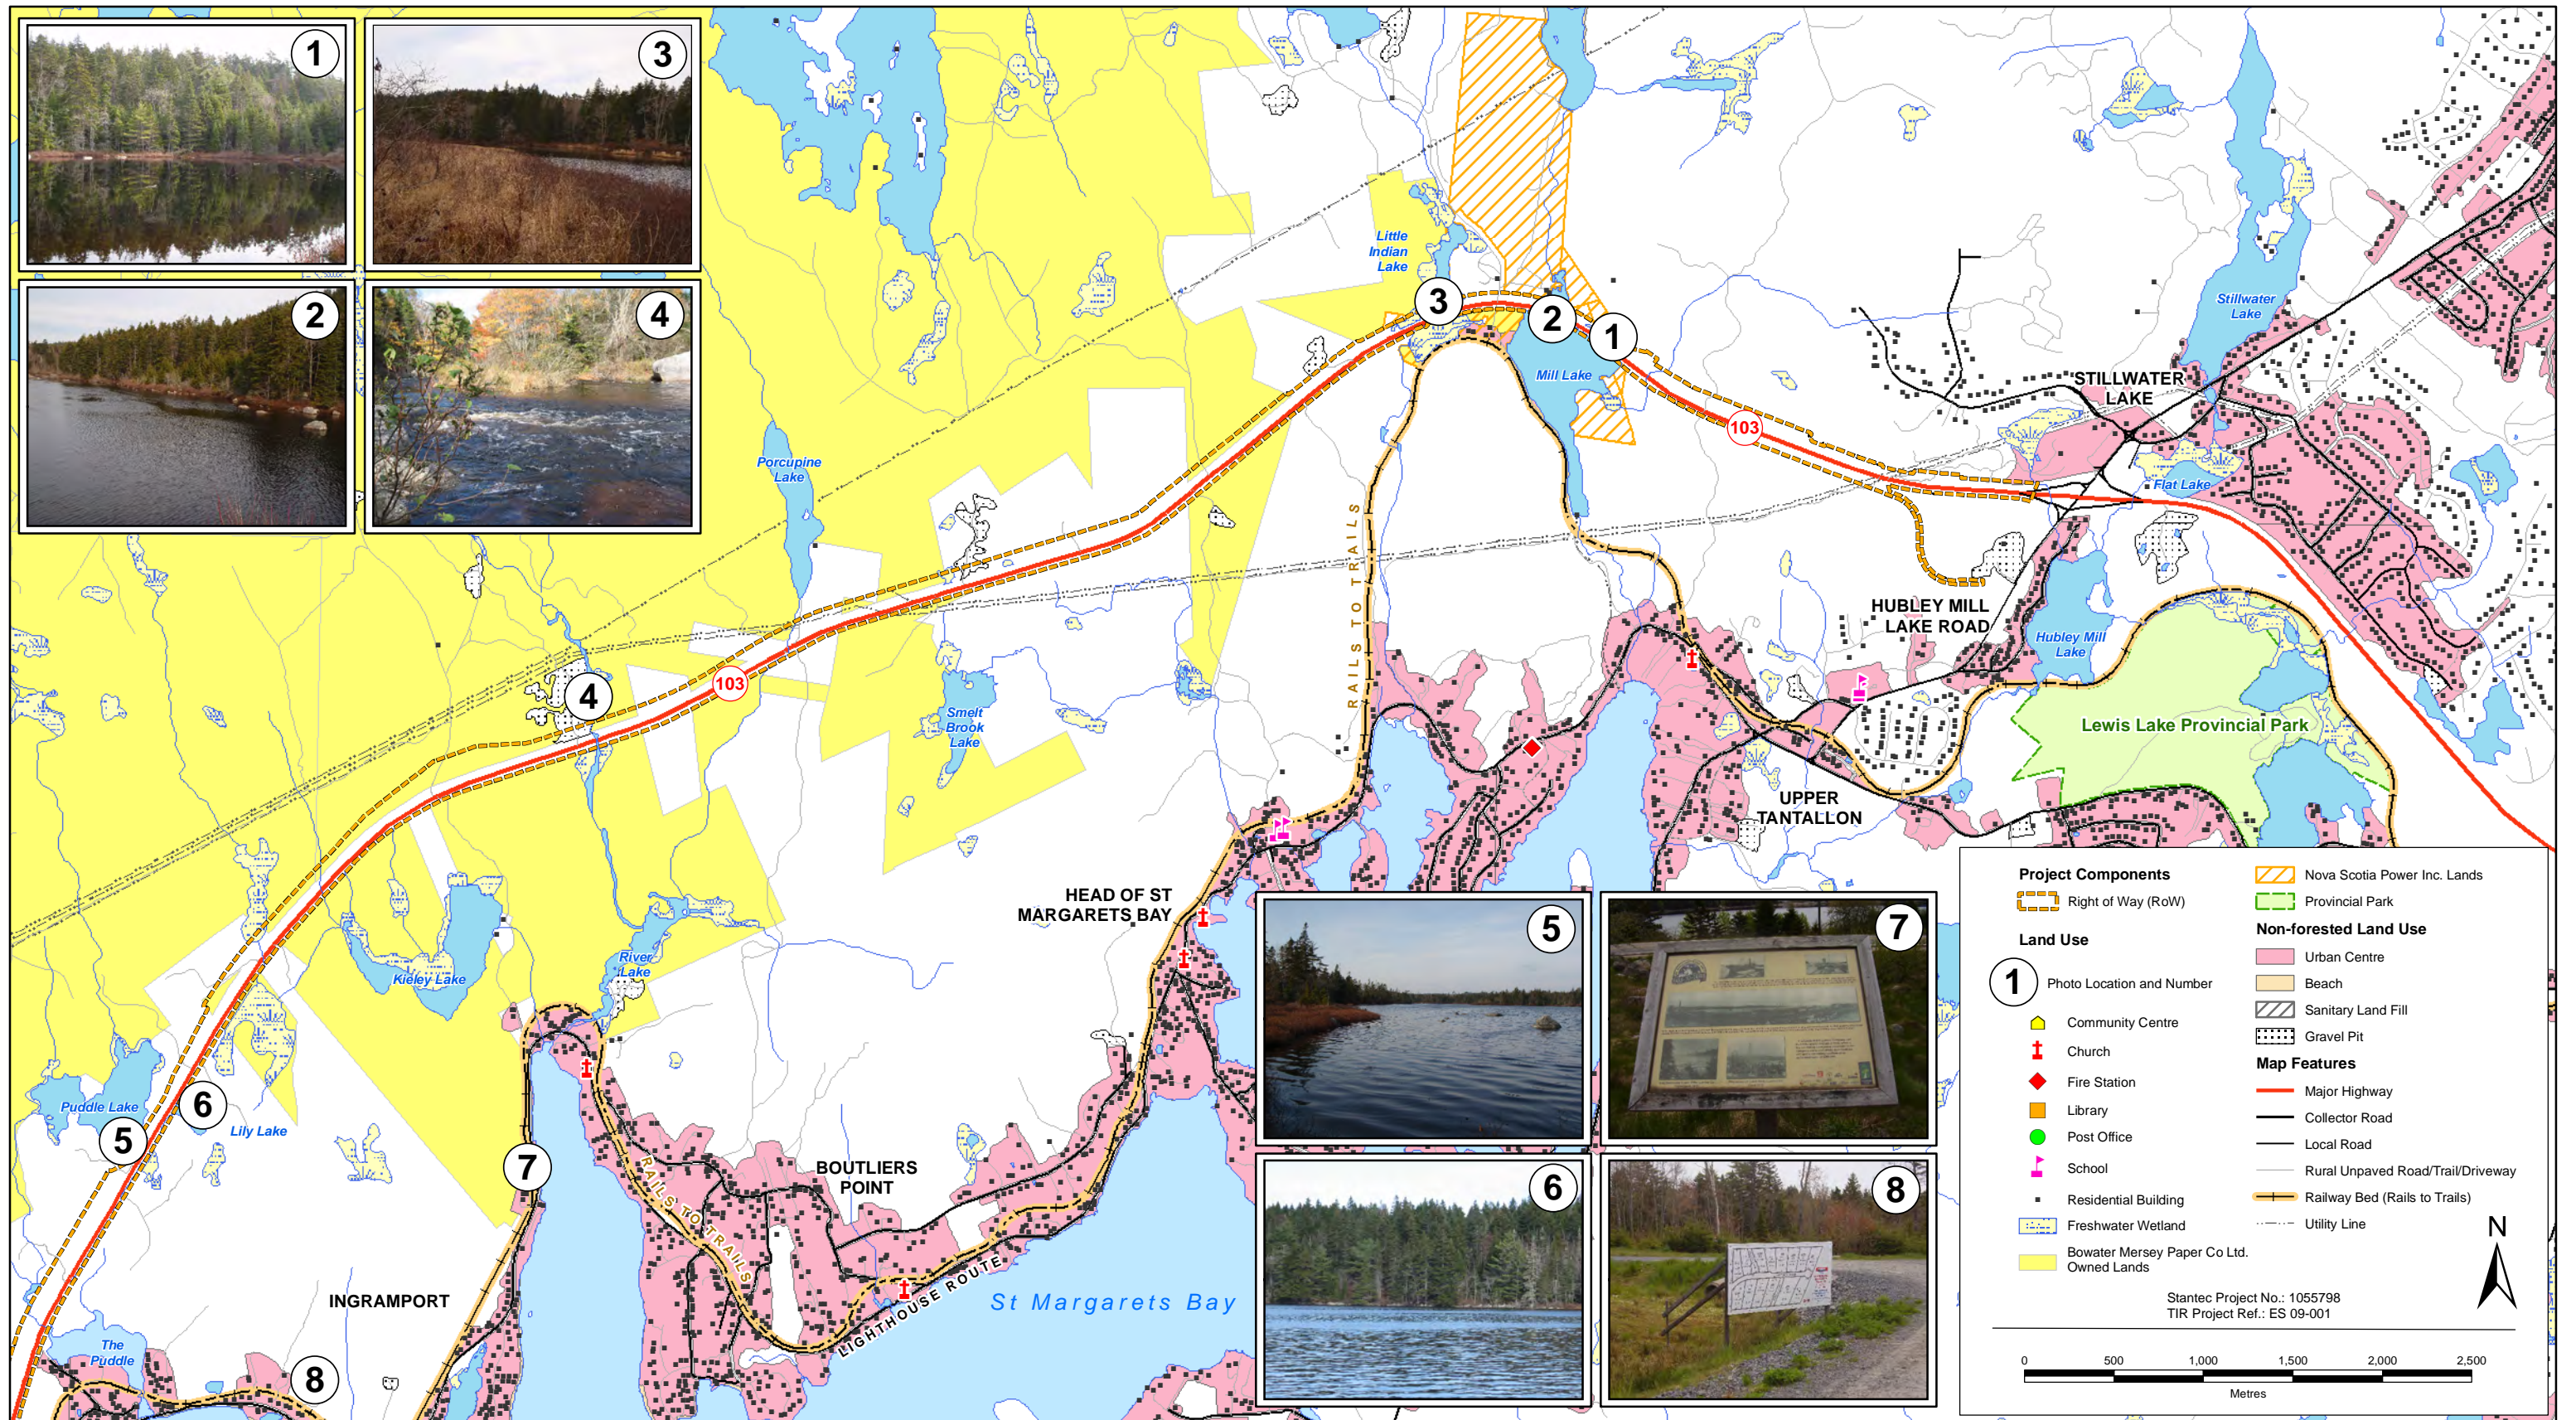 1
3
2
4
Little
Indian
Lake
3
2
1
Mill Lake
103
Stillwater
Lake
STILLWATER
LAKE
Flat Lake
Porcupine
Lake
RAILS TO TRAILS
HUBLEY MILL
LAKE ROAD
Hubley Mill
Lake
4
103
Smelt
Brook
Lake
Lewis Lake Provincial Park
UPPER
TANTALLON
HEAD OF ST
MARGARETS BAY
Kieley Lake
River
Lake
Puddle Lake
5
6
Lily Lake
7
BOUTLIERS
POINT
RAILS TO TRAILS
LIGHTHOUSE ROUTE
St Margarets Bay
INGRAMPORT
The
Puddle
8
5
7
6
8
Project Components
Right of Way (RoW)
Land Use
1
Photo Location and Number
Community Centre
Church
Fire Station
Library
Post Office
School
Residential Building
Freshwater Wetland
Bowater Mersey Paper Co Ltd.
Owned Lands
Nova Scotia Power Inc. Lands
Provincial Park
Non-forested Land Use
Urban Centre
Beach
Sanitary Land Fill
Gravel Pit
Map Features
Major Highway
Collector Road
Local Road
Rural Unpaved Road/Trail/Driveway
Railway Bed (Rails to Trails)
Utility Line
N
Stantec Project No.: 1055798
TIR Project Ref.: ES 09-001
0 500 1,000 1,500 2,000 2,500
Metres